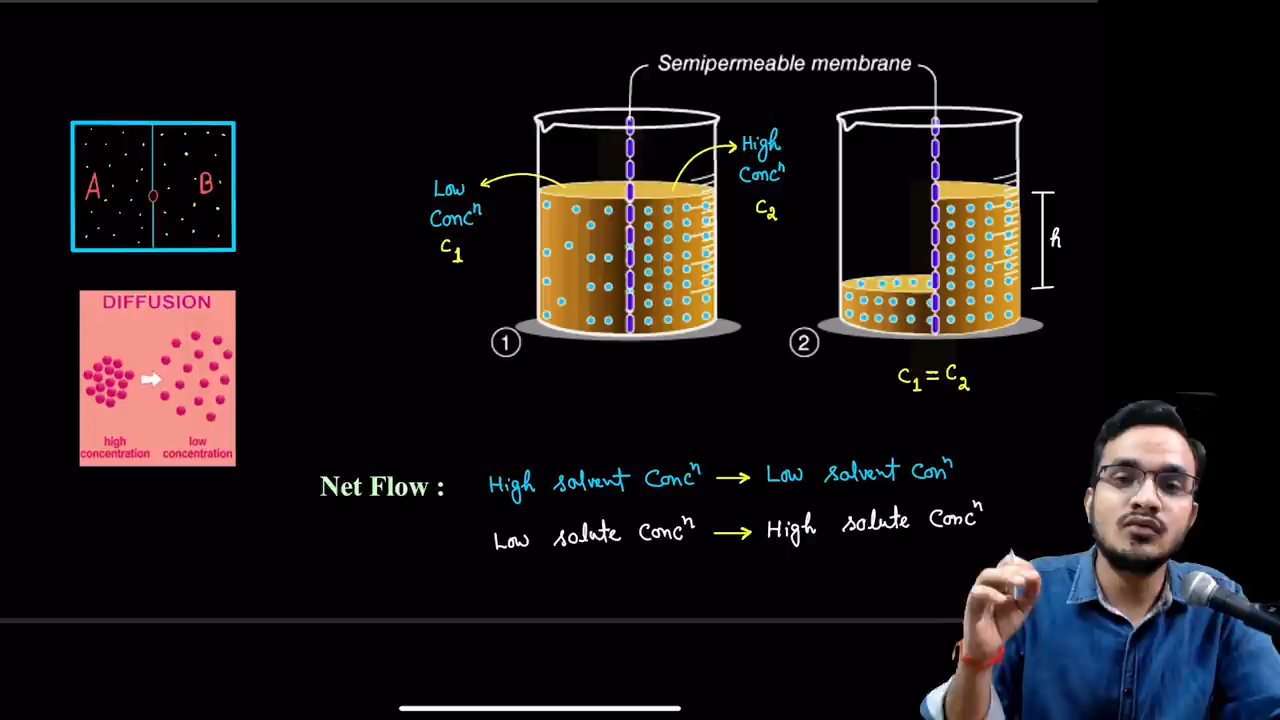 Semipermeable membrane
A
B
Low
Concⁿ
C₁
High
Concⁿ
C₂
h
1
2
C₁ = C₂
DIFFUSION
high
concentration
low
concentration
Net Flow :
High solvent Concⁿ → Low solvent Conⁿ
Low solute Concⁿ → High solute Concⁿ